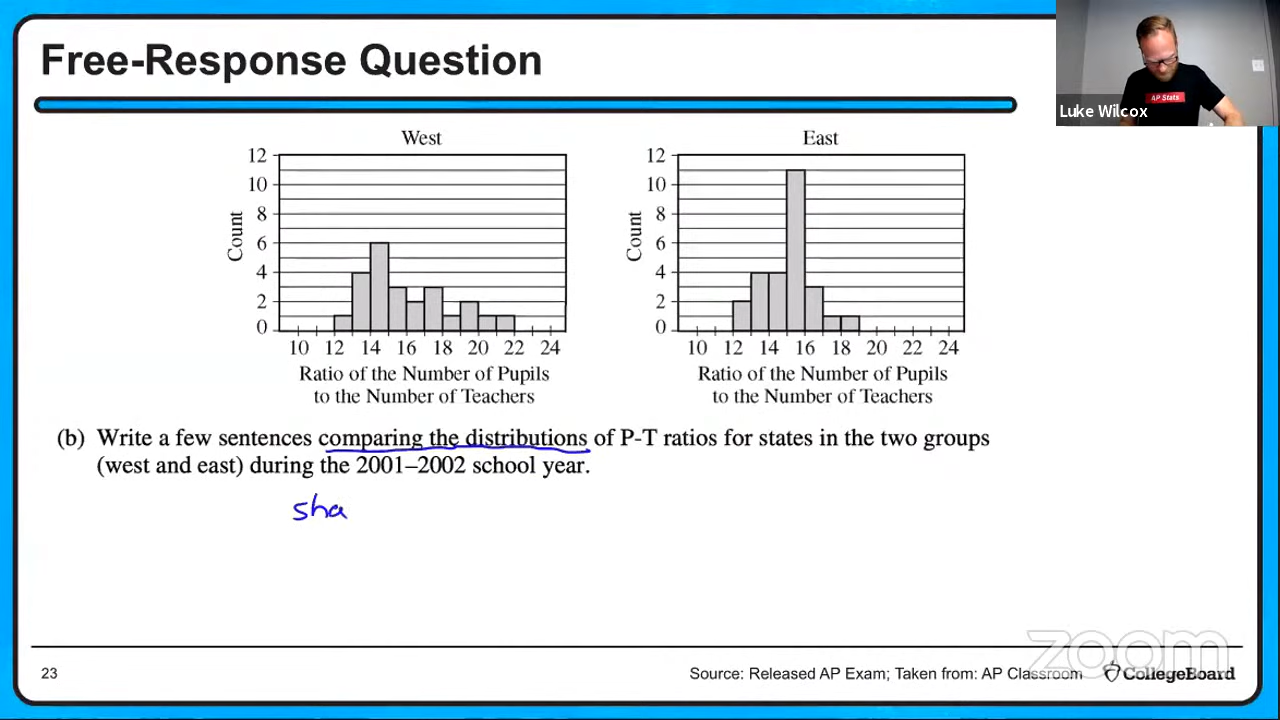 Free-Response Question
AP Stats
Luke Wilcox
West
12
10
8
6
4
2
0
Count
10 12 14 16 18 20 22 24
Ratio of the Number of Pupils
to the Number of Teachers
East
12
10
8
6
4
2
0
Count
10 12 14 16 18 20 22 24
Ratio of the Number of Pupils
to the Number of Teachers
(b) Write a few sentences comparing the distributions of P-T ratios for states in the two groups
(west and east) during the 2001–2002 school year.
sha
zoom
23
Source: Released AP Exam; Taken from: AP Classroom
CollegeBoard